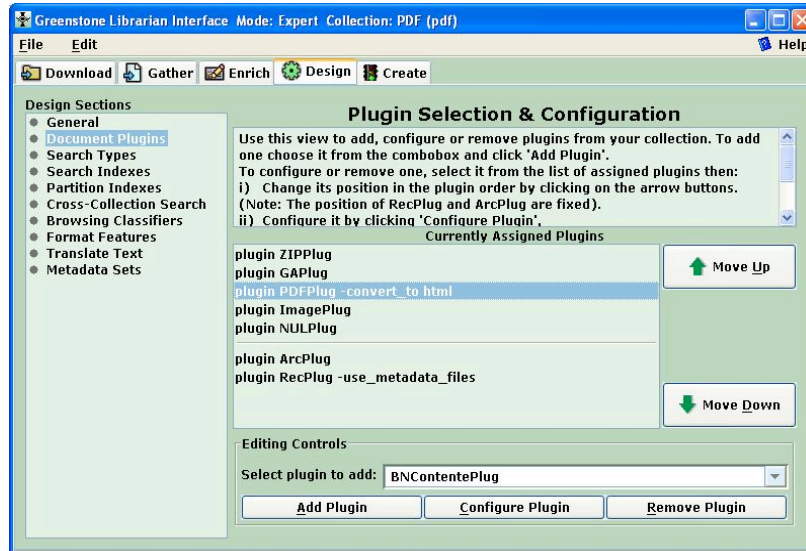 Greenstone Librarian Interface  Mode: Expert  Collection: PDF (pdf)
File Edit Help
Download Gather Enrich Design Create
Design Sections
General
Document Plugins
Search Types
Search Indexes
Partition Indexes
Cross-Collection Search
Browsing Classifiers
Format Features
Translate Text
Metadata Sets
Plugin Selection & Configuration
Use this view to add, configure or remove plugins from your collection. To add
one choose it from the combobox and click 'Add Plugin'.
To configure or remove one, select it from the list of assigned plugins then:
i)  Change its position in the plugin order by clicking on the arrow buttons.
(Note: The position of RecPlug and ArcPlug are fixed).
ii) Configure it by clicking 'Configure Plugin',
Currently Assigned Plugins
plugin ZIPPlug
plugin GAPlug
plugin PDFPlug -convert_to html
plugin ImagePlug
plugin NULPlug
plugin ArcPlug
plugin RecPlug -use_metadata_files
Move Up
Move Down
Editing Controls
Select plugin to add: BNContentePlug
Add Plugin Configure Plugin Remove Plugin